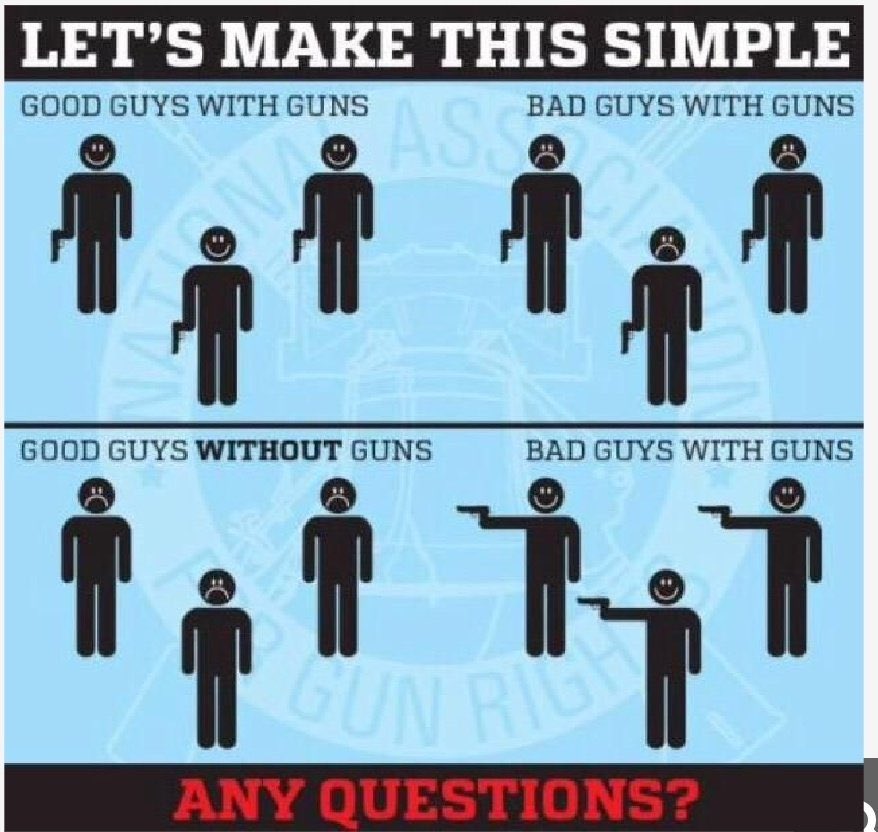 LET'S MAKE THIS SIMPLE
GOOD GUYS WITH GUNS
BAD GUYS WITH GUNS
GOOD GUYS WITHOUT GUNS
BAD GUYS WITH GUNS
NATIONAL ASSOCIATION
FOR GUN RIGHTS
ANY QUESTIONS?